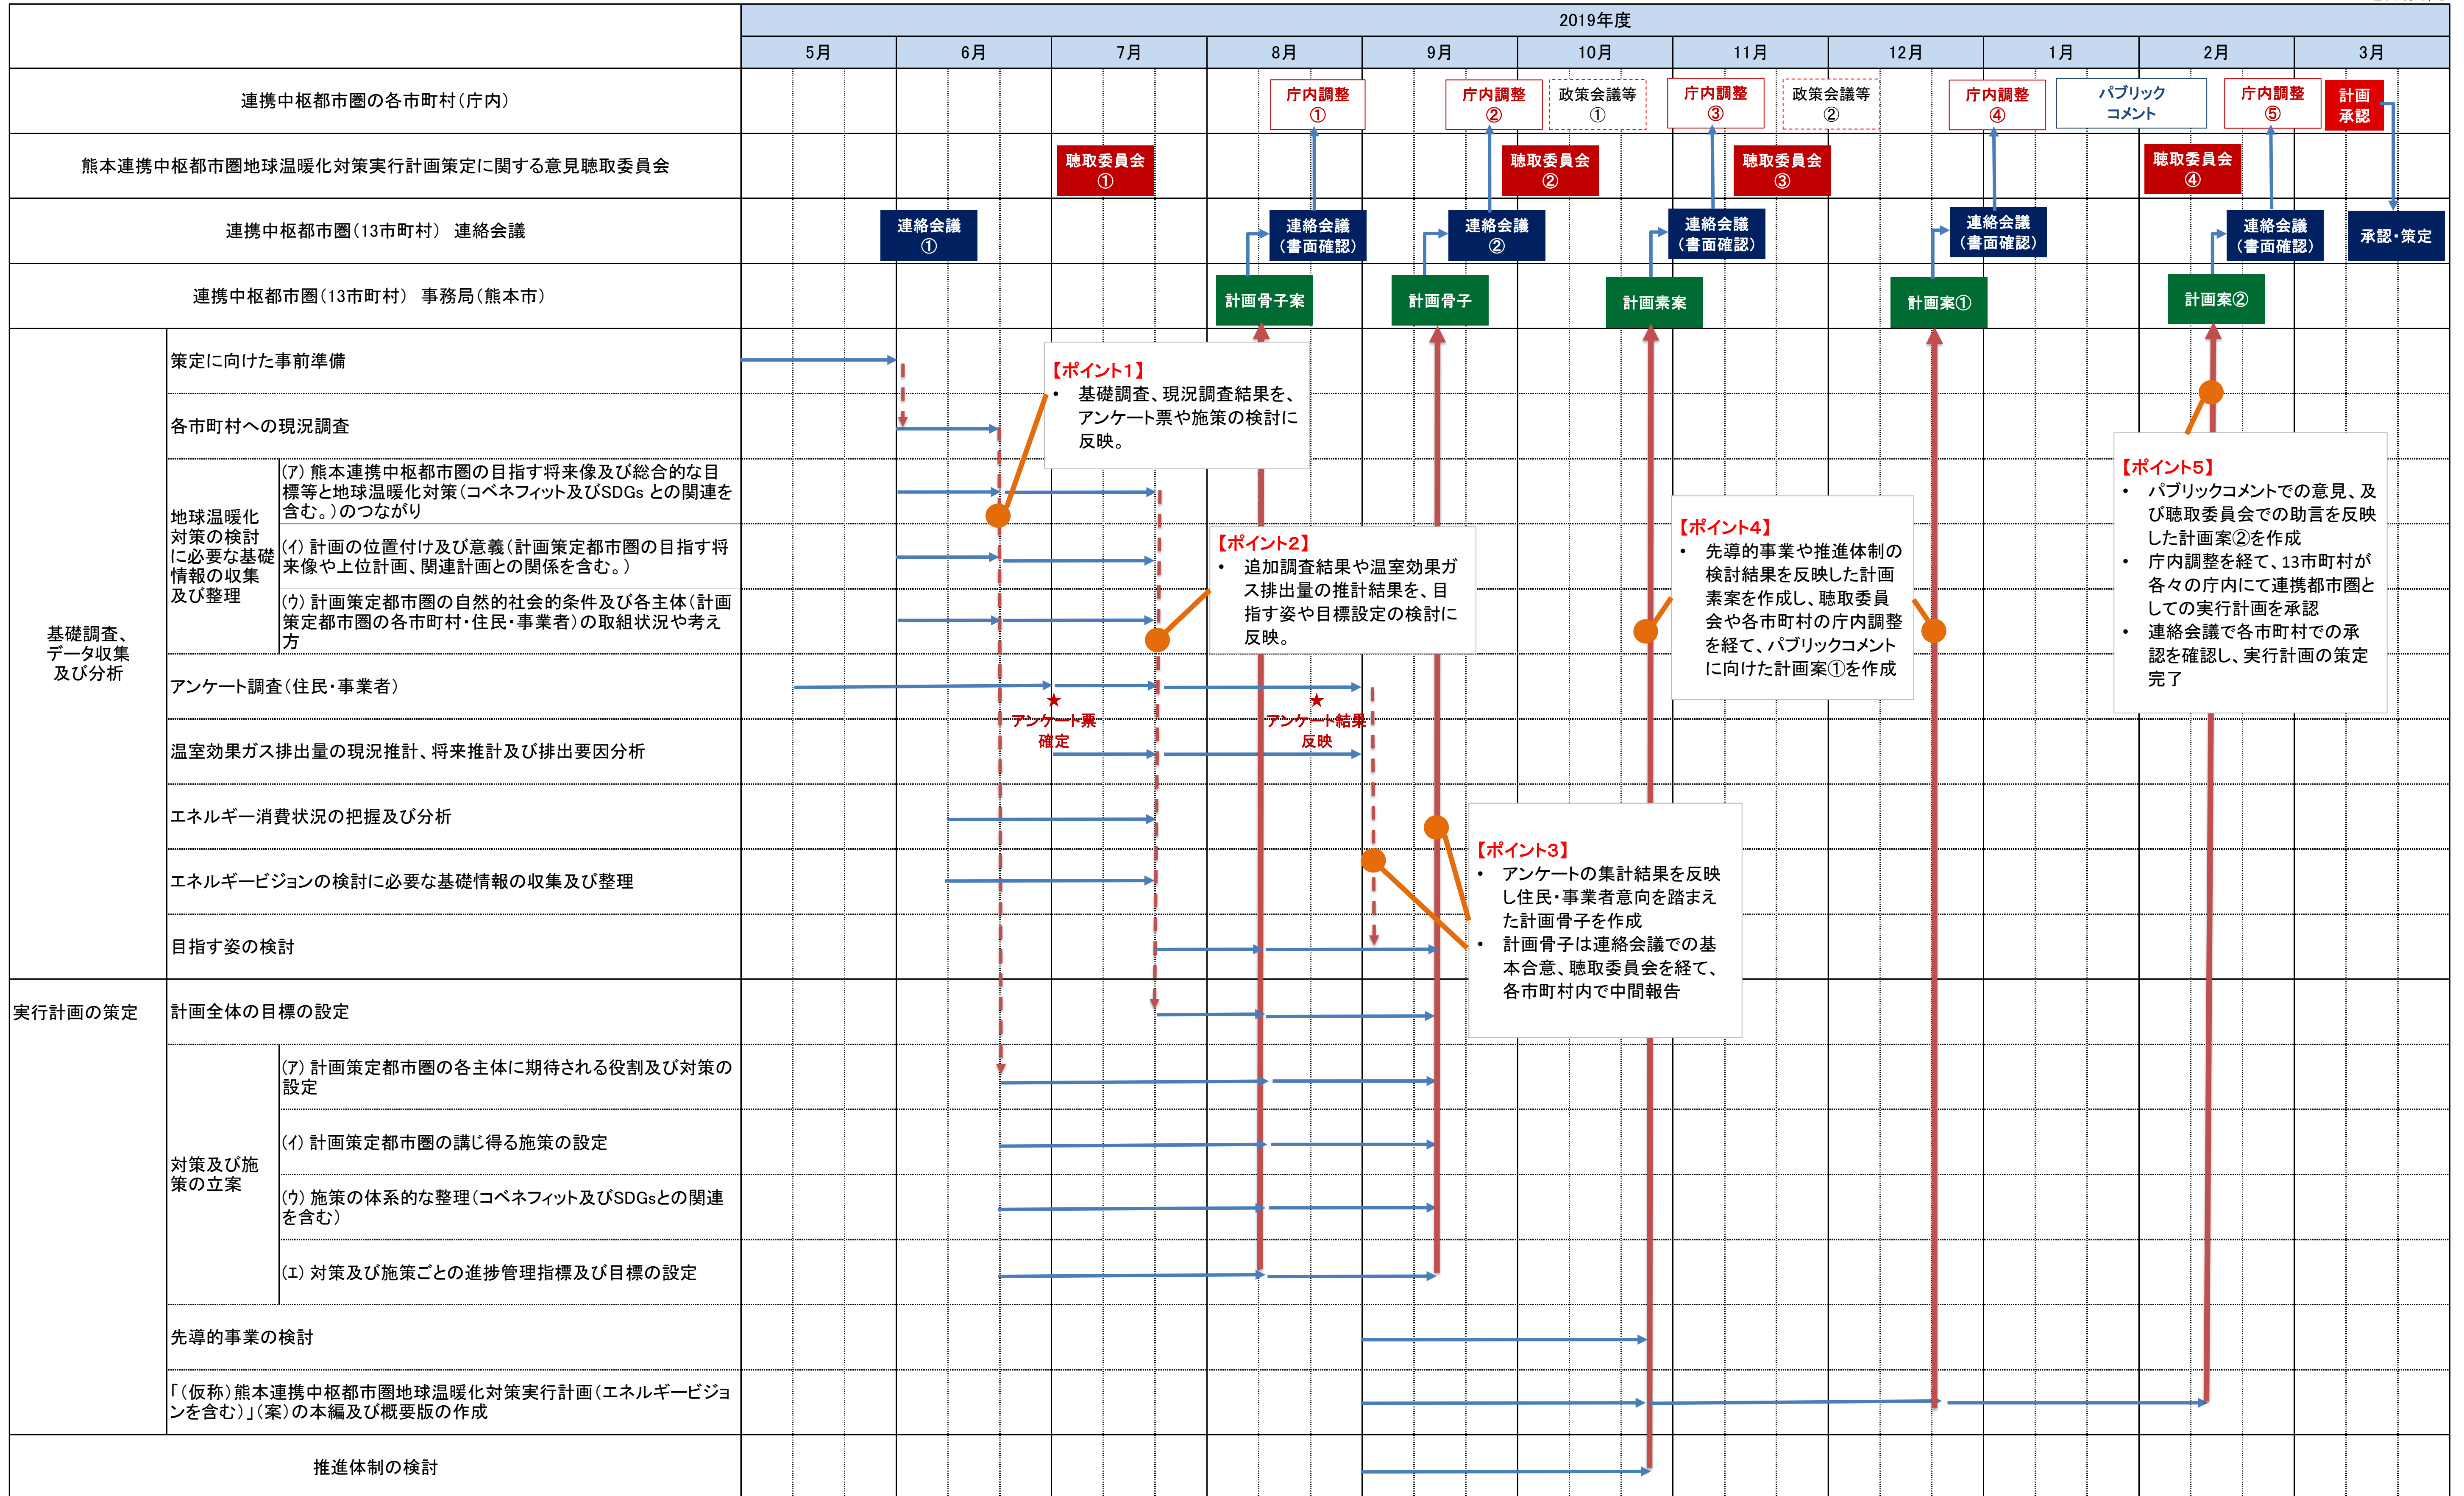 2019年度
5月 6月 7月 8月 9月 10月 11月 12月 1月 2月 3月
連携中枢都市圏の各市町村(庁内)
庁内調整
①
庁内調整
②
政策会議等
①
庁内調整
③
政策会議等
②
庁内調整
④
パブリック
コメント
庁内調整
⑤
計画
承認
熊本連携中枢都市圏地球温暖化対策実行計画策定に関する意見聴取委員会
聴取委員会
①
聴取委員会
②
聴取委員会
③
聴取委員会
④
連携中枢都市圏(13市町村) 連絡会議
連絡会議
①
連絡会議
(書面確認)
連絡会議
②
連絡会議
(書面確認)
連絡会議
(書面確認)
連絡会議
(書面確認)
承認・策定
連携中枢都市圏(13市町村) 事務局(熊本市)
計画骨子案
計画骨子
計画素案
計画案①
計画案②
基礎調査、
データ収集
及び分析
策定に向けた事前準備
各市町村への現況調査
地球温暖化
対策の検討
に必要な基礎
情報の収集
及び整理
(ア) 熊本連携中枢都市圏の目指す将来像及び総合的な目
標等と地球温暖化対策(コベネフィット及びSDGs との関連を
含む。)のつながり
(イ) 計画の位置付け及び意義(計画策定都市圏の目指す将
来像や上位計画、関連計画との関係を含む。)
(ウ) 計画策定都市圏の自然的社会的条件及び各主体(計画
策定都市圏の各市町村・住民・事業者)の取組状況や考え
方
アンケート調査(住民・事業者)
★
アンケート票
確定
★
アンケート結果
反映
温室効果ガス排出量の現況推計、将来推計及び排出要因分析
エネルギー消費状況の把握及び分析
エネルギービジョンの検討に必要な基礎情報の収集及び整理
目指す姿の検討
実行計画の策定
計画全体の目標の設定
対策及び施
策の立案
(ア) 計画策定都市圏の各主体に期待される役割及び対策の
設定
(イ) 計画策定都市圏の講じ得る施策の設定
(ウ) 施策の体系的な整理(コベネフィット及びSDGsとの関連
を含む)
(エ) 対策及び施策ごとの進捗管理指標及び目標の設定
先導的事業の検討
「(仮称)熊本連携中枢都市圏地球温暖化対策実行計画(エネルギービジョ
ンを含む)」(案)の本編及び概要版の作成
推進体制の検討
【ポイント1】
• 基礎調査、現況調査結果を、
アンケート票や施策の検討に
反映。
【ポイント2】
• 追加調査結果や温室効果ガ
ス排出量の推計結果を、目
指す姿や目標設定の検討に
反映。
【ポイント3】
• アンケートの集計結果を反映
し住民・事業者意向を踏まえ
た計画骨子を作成
• 計画骨子は連絡会議での基
本合意、聴取委員会を経て、
各市町村内で中間報告
【ポイント4】
• 先導的事業や推進体制の
検討結果を反映した計画
素案を作成し、聴取委員
会や各市町村の庁内調整
を経て、パブリックコメント
に向けた計画案①を作成
【ポイント5】
• パブリックコメントでの意見、及
び聴取委員会での助言を反映
した計画案②を作成
• 庁内調整を経て、13市町村が
各々の庁内にて連携都市圏と
しての実行計画を承認
• 連絡会議で各市町村での承
認を確認し、実行計画の策定
完了